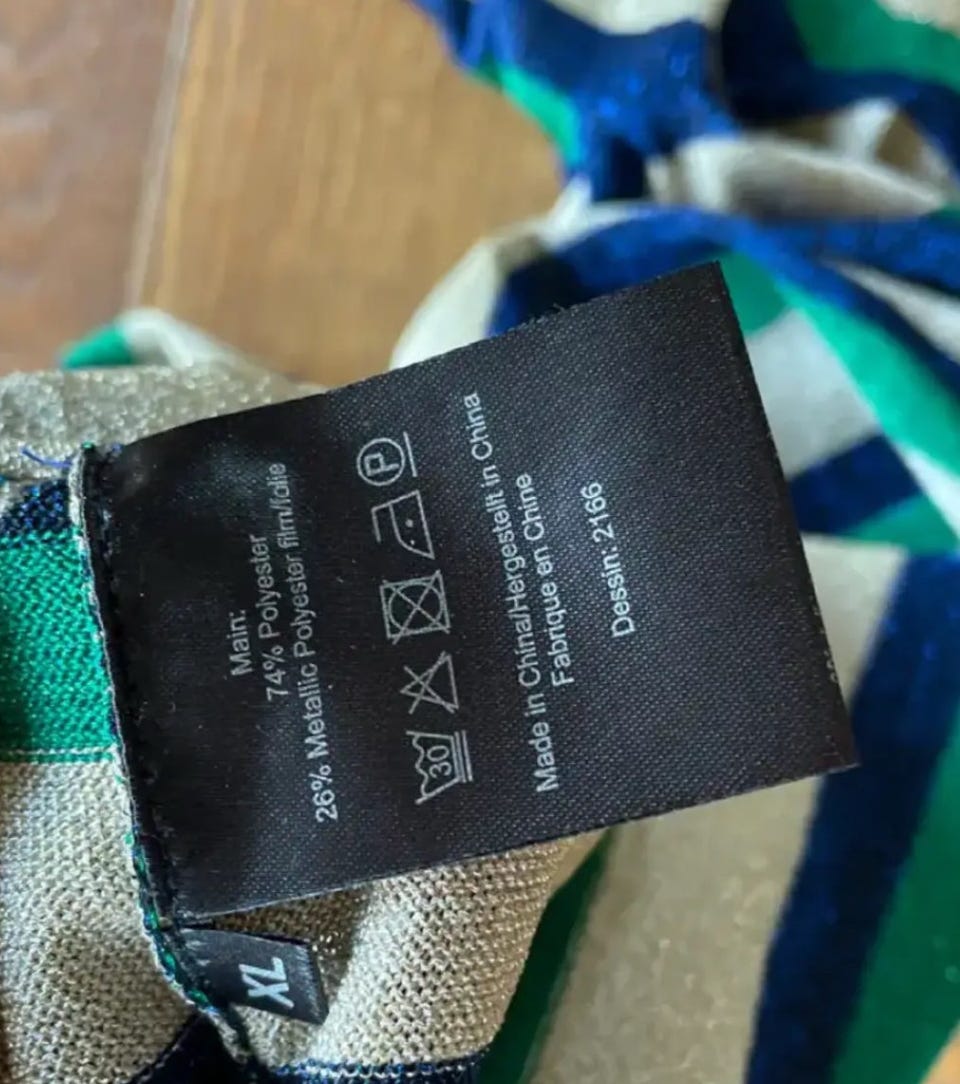 Main:
74% Polyester
26% Metallic Polyester film/folie
30
P
Made in China/Hergestellt in China
Fabrique en Chine
Dessin: 2166
XL